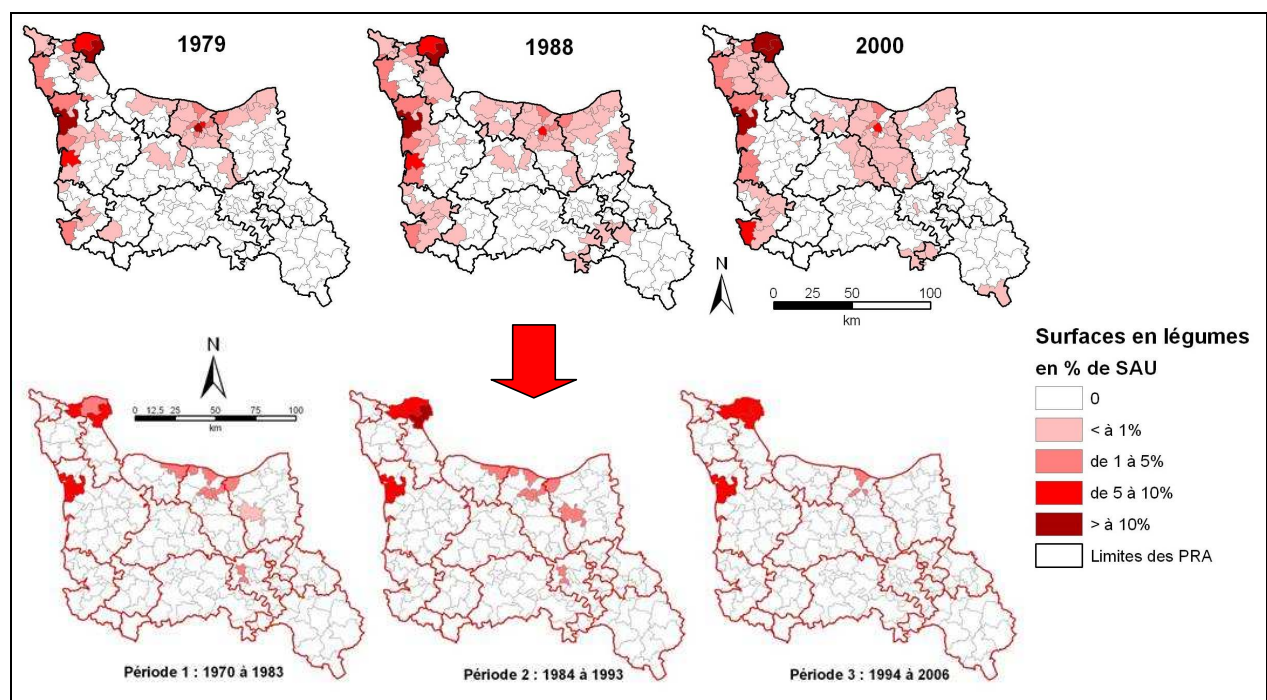 1979
1988
2000
N
0 25 50 100
km
N
0 12.5 25 50 75 100
km
Surfaces en légumes
en % de SAU
0
< à 1%
de 1 à 5%
de 5 à 10%
> à 10%
Limites des PRA
Période 1 : 1970 à 1983
Période 2 : 1984 à 1993
Période 3 : 1994 à 2006